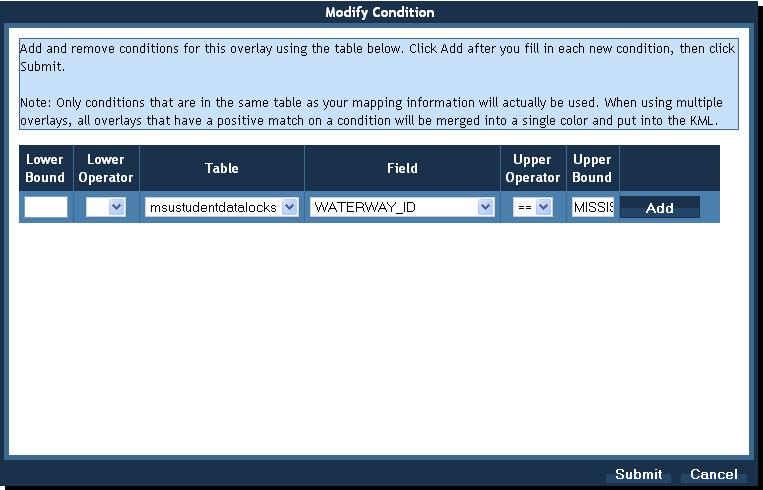 Modify Condition
Add and remove conditions for this overlay using the table below. Click Add after you fill in each new condition, then click
Submit.
Note: Only conditions that are in the same table as your mapping information will actually be used. When using multiple
overlays, all overlays that have a positive match on a condition will be merged into a single color and put into the KML.
Lower Bound Lower Operator Table Field Upper Operator Upper Bound
msustudentdatalocks WATERWAY_ID == MISSIS Add
Submit Cancel